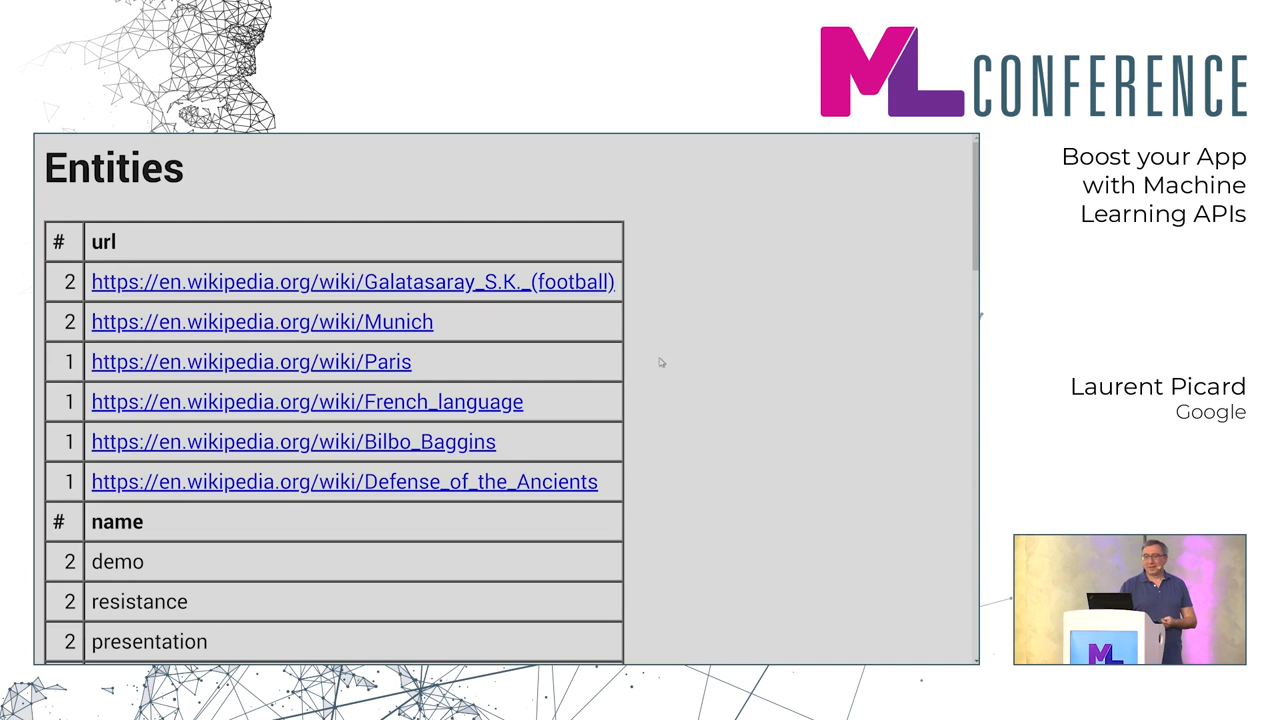 ML CONFERENCE
Boost your App
with Machine
Learning APIs
Entities
# url
2 https://en.wikipedia.org/wiki/Galatasaray_S.K._(football)
2 https://en.wikipedia.org/wiki/Munich
1 https://en.wikipedia.org/wiki/Paris
1 https://en.wikipedia.org/wiki/French_language
1 https://en.wikipedia.org/wiki/Bilbo_Baggins
1 https://en.wikipedia.org/wiki/Defense_of_the_Ancients
# name
2 demo
2 resistance
2 presentation
Laurent Picard
Google
ML